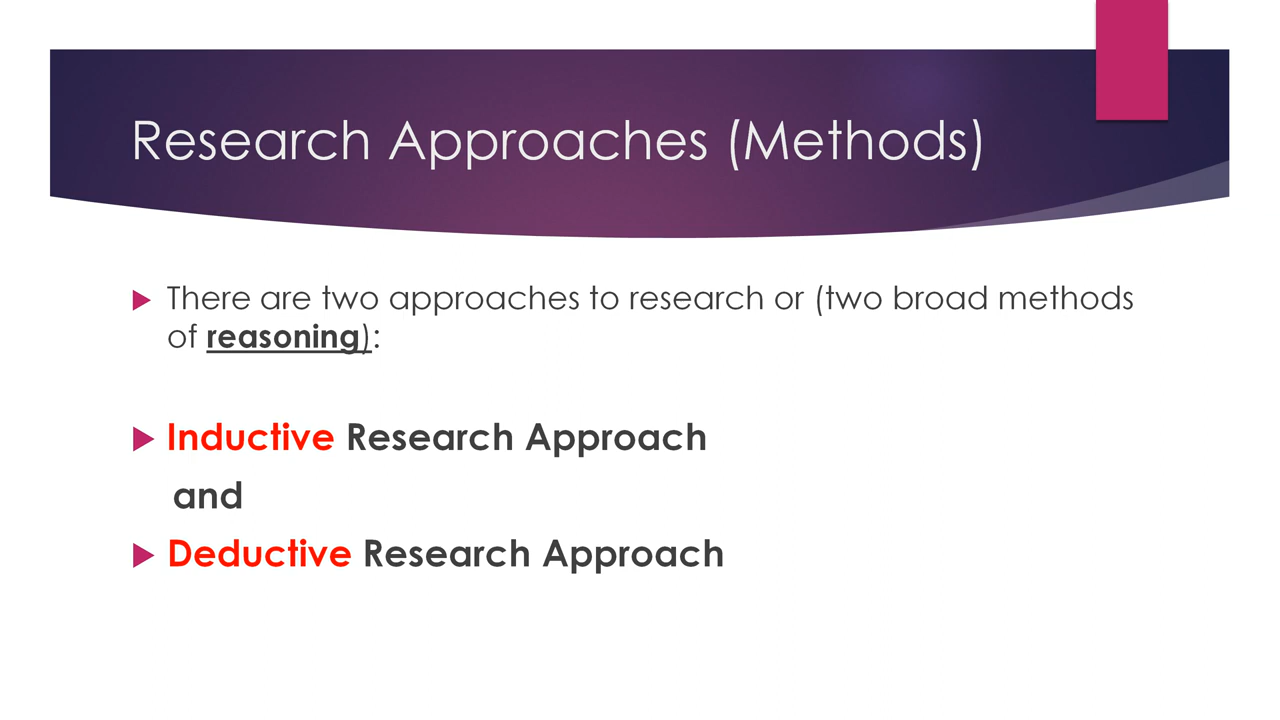 Research Approaches (Methods)
There are two approaches to research or (two broad methods
of reasoning):
Inductive Research Approach
and
Deductive Research Approach